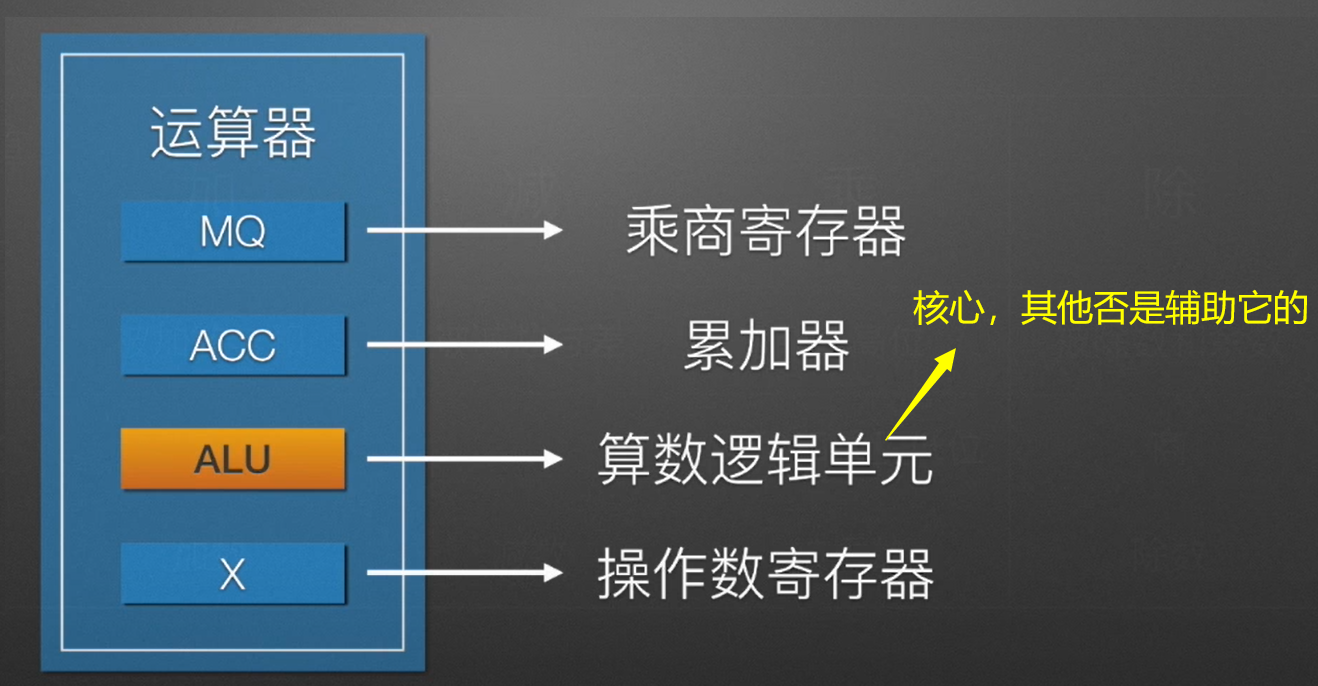 运算器
MQ
乘商寄存器
核心，其他否是辅助它的
ACC
累加器
ALU
算数逻辑单元
X
操作数寄存器
除